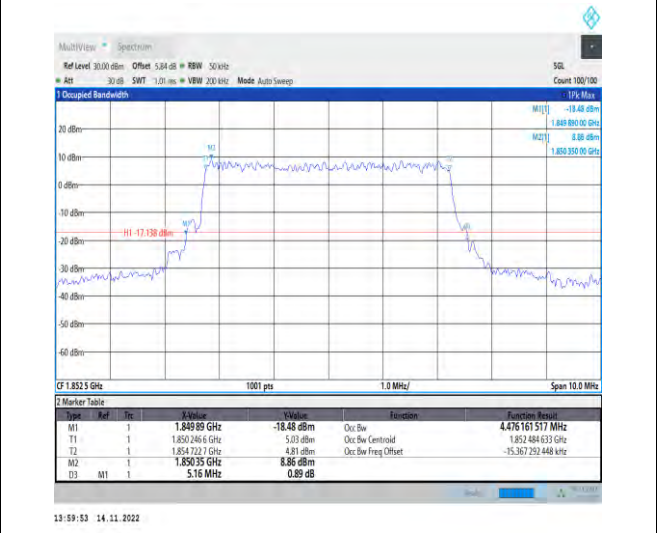 MultiView Spectrum
Ref Level 30.00 dBm Offset 5.84 dB RBW 50 kHz SGL
Att 30 dB SWT 1.01 ms VBW 200 kHz Mode Auto Sweep Count 100/100
1 Occupied Bandwidth 1Pk Max
M1[1] -18.48 dBm
1.849 890 00 GHz
M2[1] 8.86 dBm
1.850 350 00 GHz
20 dBm
M2
10 dBm
0 dBm
-10 dBm
M1
H1 -17.138 dBm
-20 dBm
-30 dBm
-40 dBm
-50 dBm
-60 dBm
CF 1.852 5 GHz 1001 pts 1.0 MHz/ Span 10.0 MHz
2 Marker Table
Type Ref Trc X-Value Y-Value Function Function Result
M1 1 1.849 89 GHz -18.48 dBm Occ Bw 4.476 161 517 MHz
T1 1 1.850 246 6 GHz 5.03 dBm Occ Bw Centroid 1.852 484 633 GHz
T2 1 1.854 722 7 GHz 4.81 dBm Occ Bw Freq Offset -15.367 292 448 kHz
M2 1 1.850 35 GHz 8.86 dBm
D3 M1 1 5.16 MHz 0.89 dB
13:59:53 14.11.2022